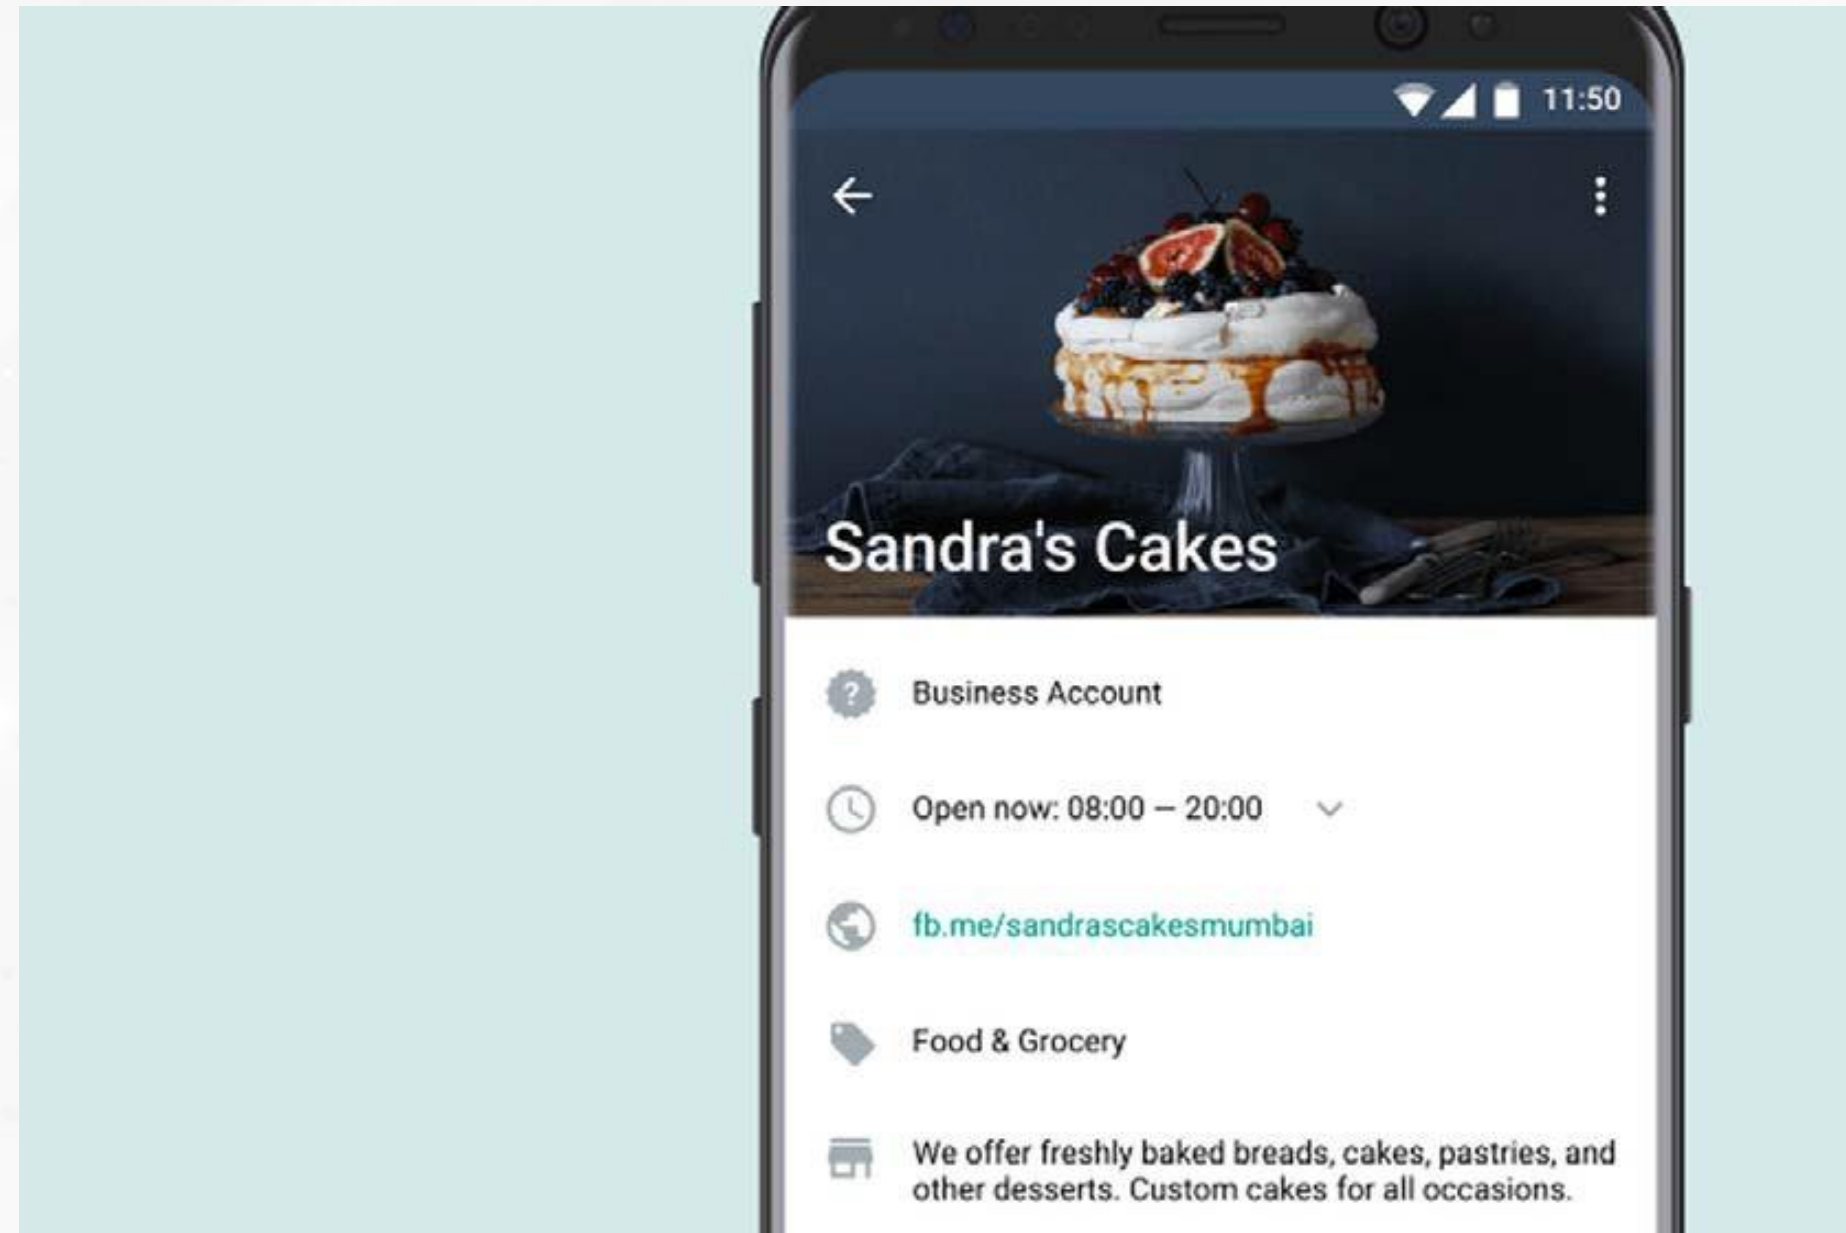 11:50
Sandra's Cakes
? Business Account
Open now: 08:00 — 20:00
fb.me/sandrascakesmumbai
Food & Grocery
We offer freshly baked breads, cakes, pastries, and
other desserts. Custom cakes for all occasions.